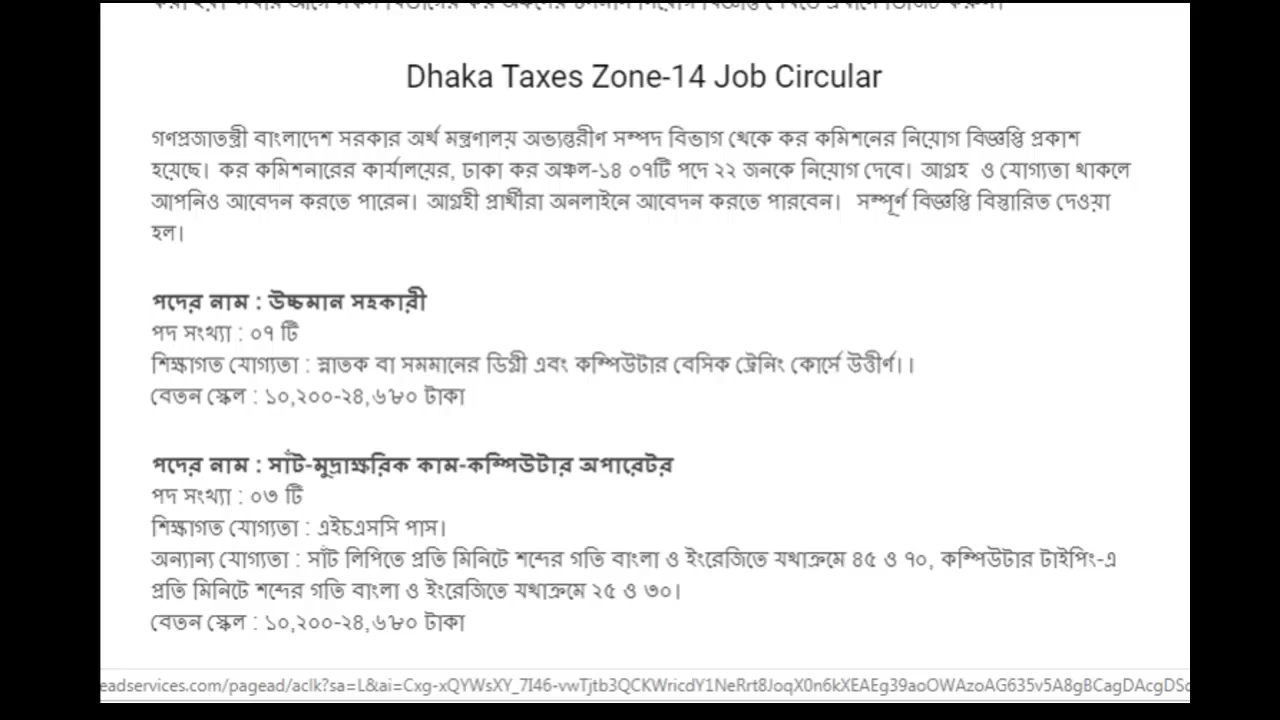 Dhaka Taxes Zone-14 Job Circular
গণপ্রজাতন্ত্রী বাংলাদেশ সরকার অর্থ মন্ত্রণালয় অভ্যন্তরীণ সম্পদ বিভাগ থেকে কর কমিশনের নিয়োগ বিজ্ঞপ্তি প্রকাশ
হয়েছে। কর কমিশনারের কার্যালয়ের, ঢাকা কর অঞ্চল-১৪ ০৭টি পদে ২২ জনকে নিয়োগ দেবে। আগ্রহ ও যোগ্যতা থাকলে
আপনিও আবেদন করতে পারেন। আগ্রহী প্রার্থীরা অনলাইনে আবেদন করতে পারবেন। সম্পূর্ণ বিজ্ঞপ্তি বিস্তারিত দেওয়া
হল।
পদের নাম : উচ্চমান সহকারী
পদ সংখ্যা : ০৭ টি
শিক্ষাগত যোগ্যতা : স্নাতক বা সমমানের ডিগ্রী এবং কম্পিউটার বেসিক ট্রেনিং কোর্সে উত্তীর্ণ।।
বেতন স্কেল : ১০,২০০-২৪,৬৮০ টাকা
পদের নাম : সাঁট-মুদ্রাক্ষরিক কাম-কম্পিউটার অপারেটর
পদ সংখ্যা : ০৩ টি
শিক্ষাগত যোগ্যতা : এইচএসসি পাস।
অন্যান্য যোগ্যতা : সাঁট লিপিতে প্রতি মিনিটে শব্দের গতি বাংলা ও ইংরেজিতে যথাক্রমে ৪৫ ও ৭০, কম্পিউটার টাইপিং-এ
প্রতি মিনিটে শব্দের গতি বাংলা ও ইংরেজিতে যথাক্রমে ২৫ ও ৩০।
বেতন স্কেল : ১০,২০০-২৪,৬৮০ টাকা
eadservices.com/pagead/aclk?sa=L&ai=Cxg-xQYWsXY_7I46-vwTjtb3QCKWricdY1NeRrt8JoqX0n6kXEAEg39aoOWAzoAG635v5A8gBCagDAcgDSc